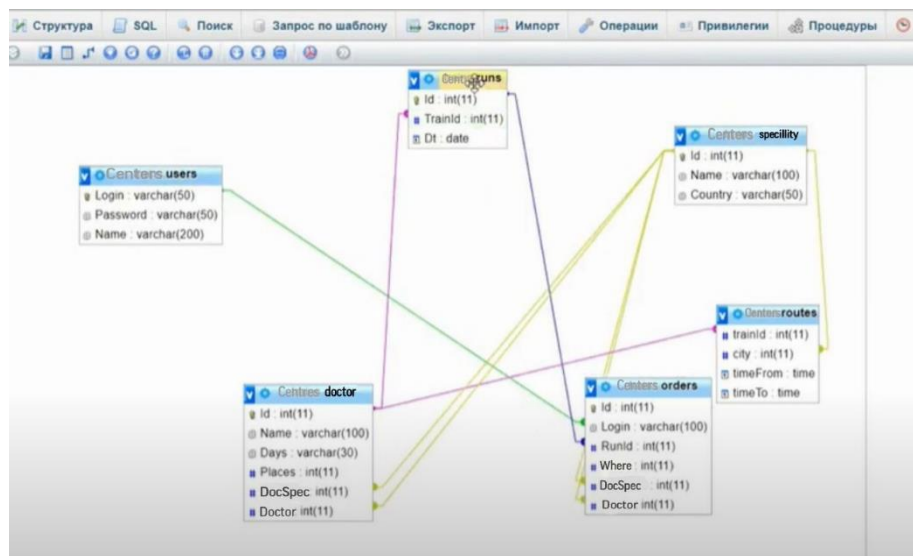 Структура SQL Поиск Запрос по шаблону Экспорт Импорт Операции Привилегии Процедуры
runs
Id : int(11)
TrainId : int(11)
Dt : date
Centers specillity
Id : int(11)
Name : varchar(100)
Country : varchar(50)
Centers users
Login : varchar(50)
Password : varchar(50)
Name : varchar(200)
Centers routes
trainId : int(11)
city : int(11)
timeFrom : time
timeTo : time
Centres doctor
Id : int(11)
Name : varchar(100)
Days : varchar(30)
Places : int(11)
DocSpec int(11)
Doctor int(11)
Centers orders
Id : int(11)
Login : varchar(100)
RunId : int(11)
Where : int(11)
DocSpec : int(11)
Doctor int(11)